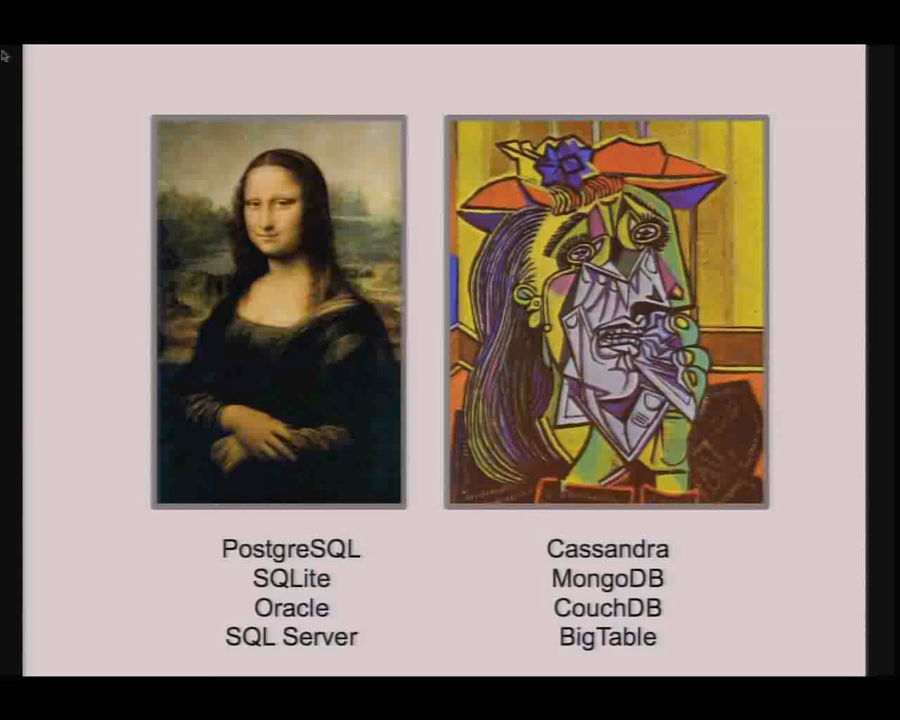 PostgreSQL
SQLite
Oracle
SQL Server
Cassandra
MongoDB
CouchDB
BigTable